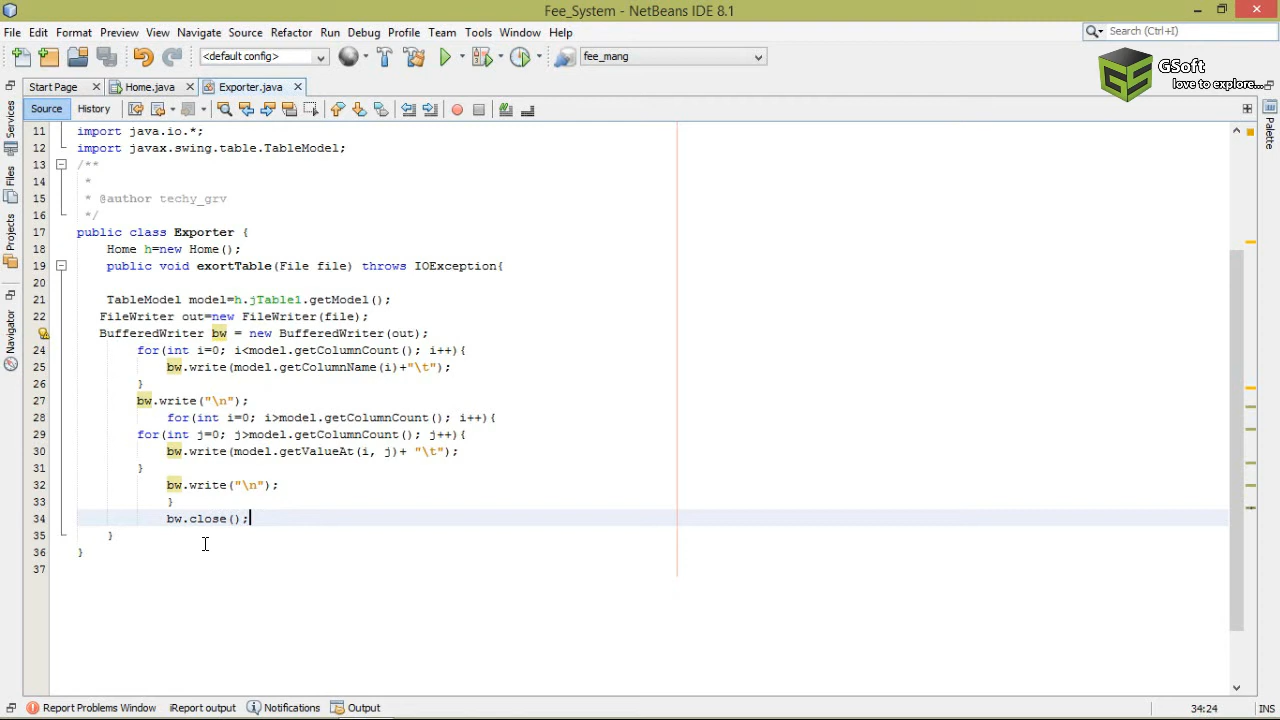 Fee_System - NetBeans IDE 8.1
File Edit Format Preview View Navigate Source Refactor Run Debug Profile Team Tools Window Help
Search (Ctrl+I)
<default config>
fee_mang
GSoft
love to explore...
Start Page
Home.java
Exporter.java
Source History
Services
Files
Projects
Navigator
Palette
11 import java.io.*;
12 import javax.swing.table.TableModel;
13 /**
14 *
15 * @author techy_grv
16 */
17 public class Exporter {
18 Home h=new Home();
19 public void exortTable(File file) throws IOException{
20
21 TableModel model=h.jTable1.getModel();
22 FileWriter out=new FileWriter(file);
BufferedWriter bw = new BufferedWriter(out);
24 for(int i=0; i<model.getColumnCount(); i++){
25 bw.write(model.getColumnName(i)+"\t");
26 }
27 bw.write("\n");
28 for(int i=0; i>model.getColumnCount(); i++){
29 for(int j=0; j>model.getColumnCount(); j++){
30 bw.write(model.getValueAt(i, j)+ "\t");
31 }
32 bw.write("\n");
33 }
34 bw.close();
35 }
36 }
37
Report Problems Window iReport output Notifications Output
34:24 INS